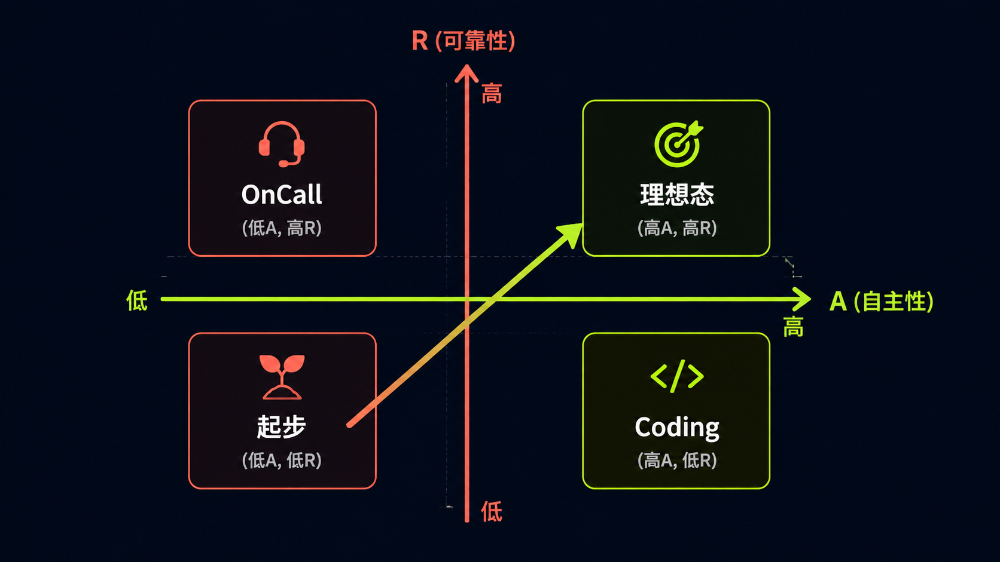 R (可靠性)
高
OnCall
(低A, 高R)
理想态
(高A, 高R)
低
A (自主性)
高
起步
(低A, 低R)
Coding
(高A, 低R)
低